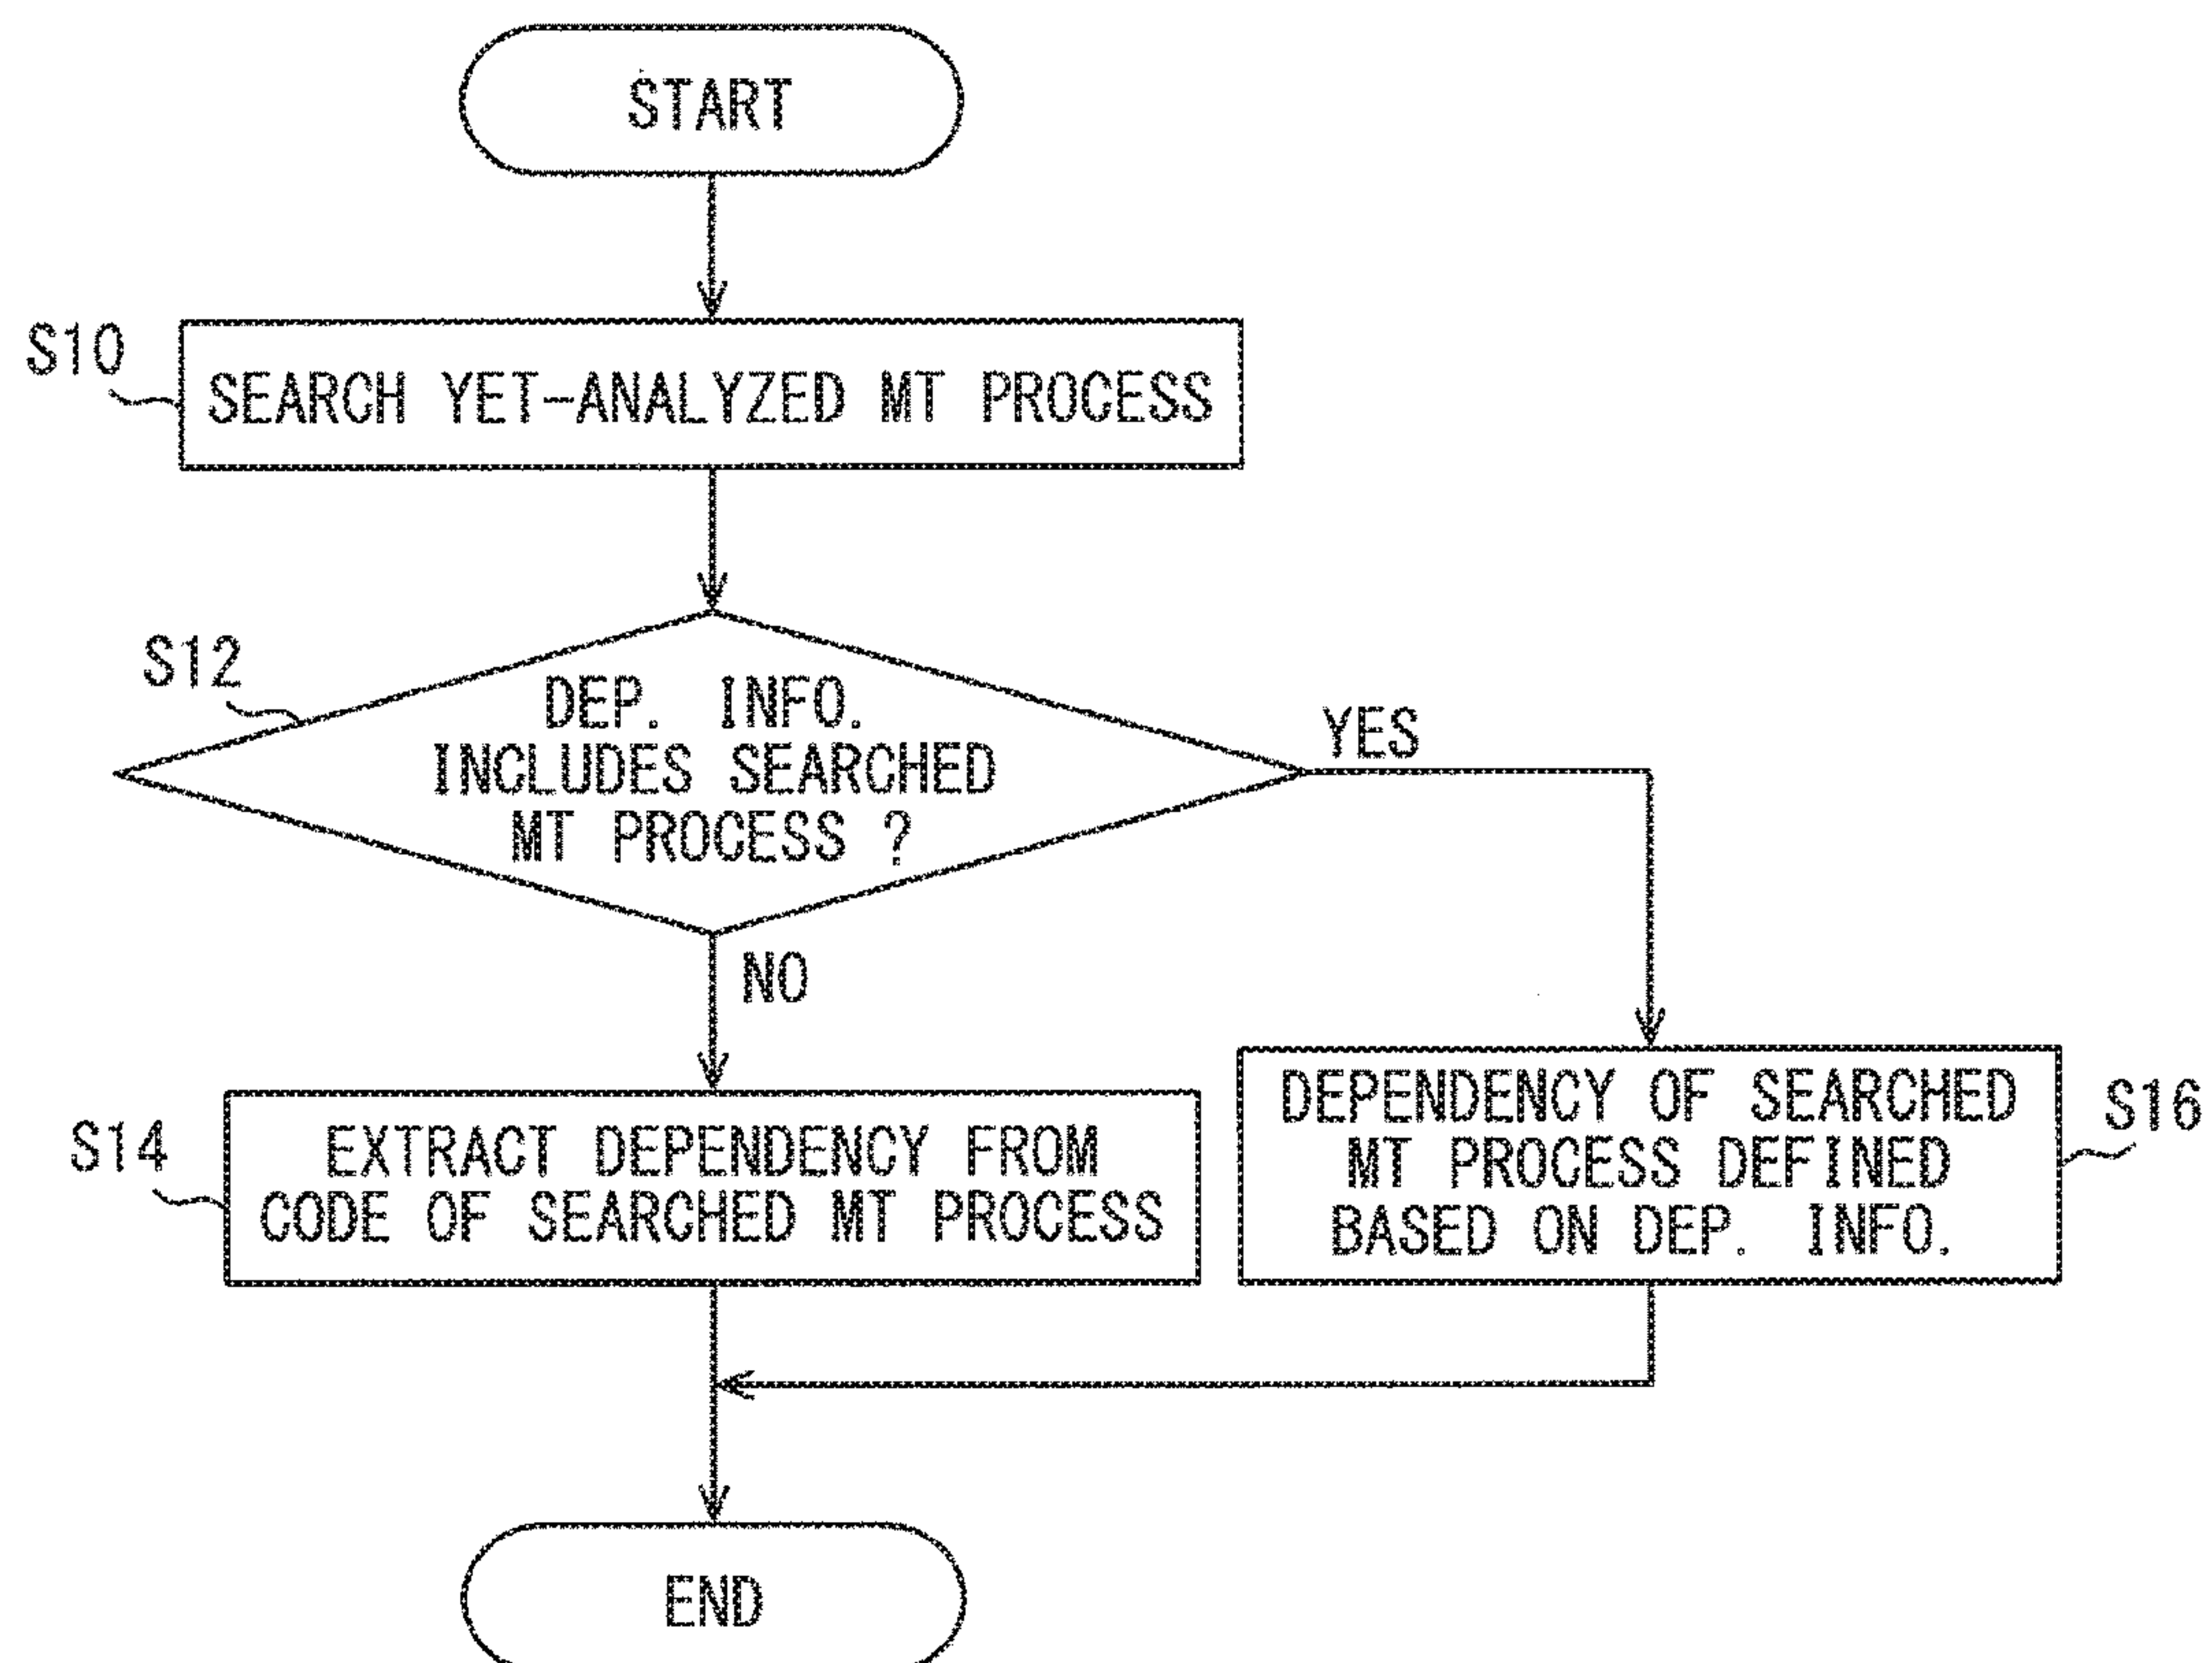 START
S10
SEARCH YET-ANALYZED MT PROCESS
S12
DEP. INFO.
INCLUDES SEARCHED
MT PROCESS ?
YES
NO
S14
EXTRACT DEPENDENCY FROM
CODE OF SEARCHED MT PROCESS
DEPENDENCY OF SEARCHED
MT PROCESS DEFINED
BASED ON DEP. INFO.
S16
END